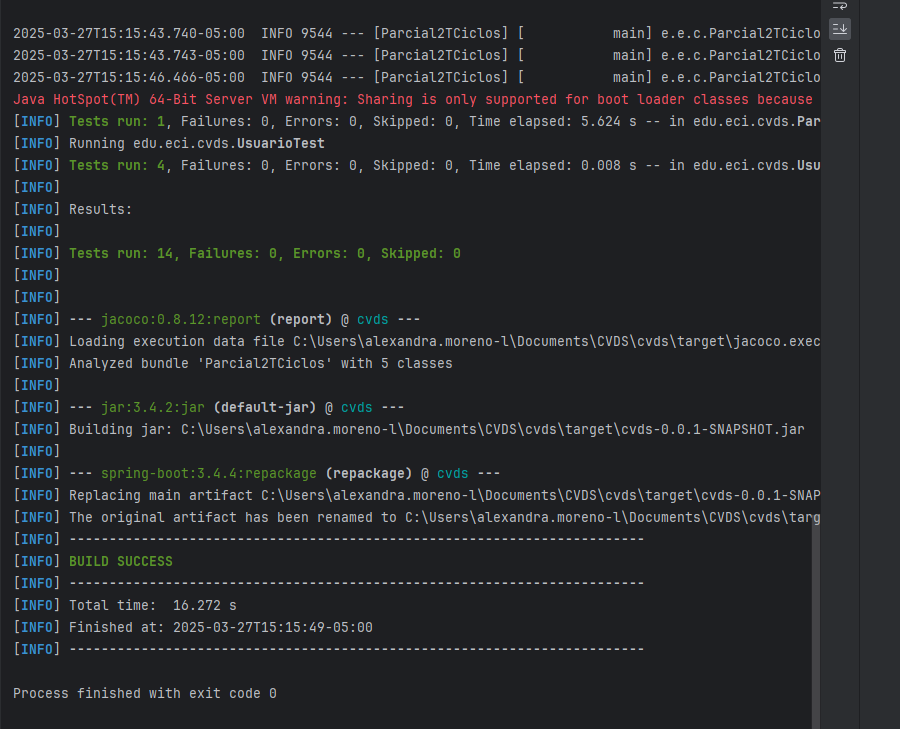 2025-03-27T15:15:43.740-05:00  INFO 9544 --- [Parcial2TCiclos] [           main] e.e.c.Parcial2TCiclo
2025-03-27T15:15:43.743-05:00  INFO 9544 --- [Parcial2TCiclos] [           main] e.e.c.Parcial2TCiclo
2025-03-27T15:15:46.466-05:00  INFO 9544 --- [Parcial2TCiclos] [           main] e.e.c.Parcial2TCiclo
Java HotSpot(TM) 64-Bit Server VM warning: Sharing is only supported for boot loader classes because
[INFO] Tests run: 1, Failures: 0, Errors: 0, Skipped: 0, Time elapsed: 5.624 s -- in edu.eci.cvds.Par
[INFO] Running edu.eci.cvds.UsuarioTest
[INFO] Tests run: 4, Failures: 0, Errors: 0, Skipped: 0, Time elapsed: 0.008 s -- in edu.eci.cvds.Usu
[INFO]
[INFO] Results:
[INFO]
[INFO] Tests run: 14, Failures: 0, Errors: 0, Skipped: 0
[INFO]
[INFO]
[INFO] --- jacoco:0.8.12:report (report) @ cvds ---
[INFO] Loading execution data file C:\Users\alexandra.moreno-l\Documents\CVDS\cvds\target\jacoco.exec
[INFO] Analyzed bundle 'Parcial2TCiclos' with 5 classes
[INFO]
[INFO] --- jar:3.4.2:jar (default-jar) @ cvds ---
[INFO] Building jar: C:\Users\alexandra.moreno-l\Documents\CVDS\cvds\target\cvds-0.0.1-SNAPSHOT.jar
[INFO]
[INFO] --- spring-boot:3.4.4:repackage (repackage) @ cvds ---
[INFO] Replacing main artifact C:\Users\alexandra.moreno-l\Documents\CVDS\cvds\target\cvds-0.0.1-SNAP
[INFO] The original artifact has been renamed to C:\Users\alexandra.moreno-l\Documents\CVDS\cvds\targ
[INFO] ------------------------------------------------------------------------
[INFO] BUILD SUCCESS
[INFO] ------------------------------------------------------------------------
[INFO] Total time:  16.272 s
[INFO] Finished at: 2025-03-27T15:15:49-05:00
[INFO] ------------------------------------------------------------------------
Process finished with exit code 0